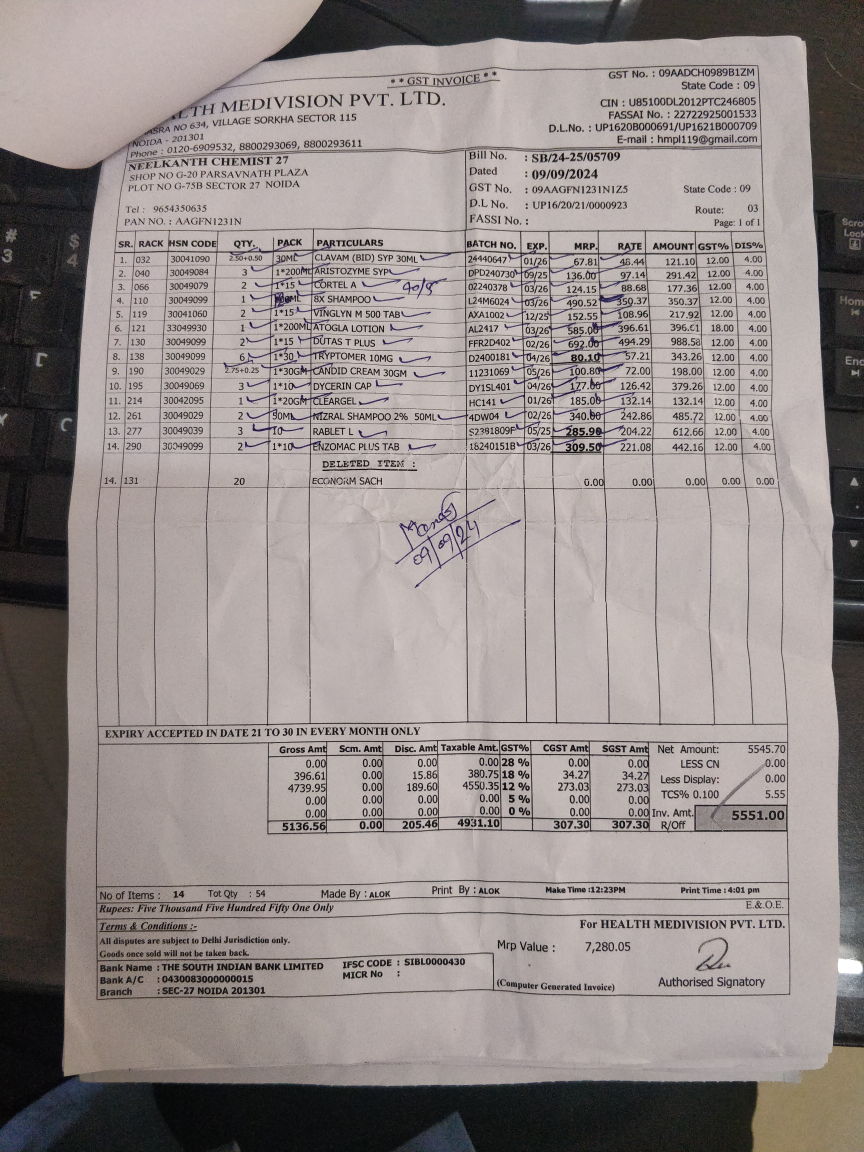 ** GST INVOICE **
GST No. : 09AADCH0989B1ZM
State Code : 09
MEDIVISION PVT. LTD.
CIN : U85100DL2012PTC246805
NO 634, VILLAGE SORKHA SECTOR 115
FASSAI No. : 22722925001533
NOIDA - 201301
D.L.No. : UP1620B000691/UP1621B000709
Phone : 0120-6909532, 8800293069, 8800293611
E-mail : hmpl119@gmail.com
NEELKANTH CHEMIST 27
SHOP NO G-20 PARSAVNATH PLAZA
PLOT NO G-75B SECTOR 27 NOIDA
Tel : 9654350635
PAN NO. : AAGFN1231N
Bill No. : SB/24-25/05709
Dated : 09/09/2024
GST No. : 09AAGFN1231N1Z5 State Code : 09
D.L No. : UP16/20/21/0000923
Route: 03
FASSI No. :
Page: 1 of 1
SR. RACK HSN CODE QTY. PACK PARTICULARS BATCH NO. EXP. MRP. RATE AMOUNT GST% DIS%
1. 032 30041090 2.50+0.50 30ML CLAVAM (BID) SYP 30ML 24440647 01/26 67.81 48.44 121.10 12.00 4.00
2. 040 30049084 3 1*200ML ARISTOZYME SYP DPD240730 09/25 136.00 97.14 291.42 12.00 4.00
3. 066 30049079 2 1*15 CORTEL A 40/5 02240378 03/26 124.15 88.68 177.36 12.00 4.00
4. 110 30049099 1 8X SHAMPOO L24M6024 03/26 490.52 350.37 350.37 12.00 4.00
5. 119 30041060 2 1*15 VINGLYN M 500 TAB AXA1002 12/25 152.55 108.96 217.92 12.00 4.00
6. 121 33049930 1 1*200ML ATOGLA LOTION AL2417 03/26 585.00 396.61 396.61 18.00 4.00
7. 130 30049099 2 1*15 DUTAS T PLUS FFR2D402 02/26 692.00 494.29 988.58 12.00 4.00
8. 138 30049099 6 1*30 TRYPTOMER 10MG D2400181 04/26 80.10 57.21 343.26 12.00 4.00
9. 190 30049029 2.75+0.25 1*30GM CANDID CREAM 30GM 11231069 05/26 100.80 72.00 198.00 12.00 4.00
10. 195 30049069 3 1*10 DYCERIN CAP DY1SL401 04/26 177.00 126.42 379.26 12.00 4.00
11. 214 30042095 1 1*20GM CLEARGEL HC141 01/26 185.00 132.14 132.14 12.00 4.00
12. 261 30049029 2 50ML NIZRAL SHAMPOO 2% 50ML 4DW04 02/26 340.00 242.86 485.72 12.00 4.00
13. 277 30049039 3 10 RABLET L S2381809F 05/25 285.90 204.22 612.66 12.00 4.00
14. 290 30049099 2 1*10 ENZOMAC PLUS TAB 18240151B 03/26 309.50 221.08 442.16 12.00 4.00
DELETED ITEM :
14. 131 20 ECONORM SACH 0.00 0.00 0.00 0.00 0.00
09/09/24
EXPIRY ACCEPTED IN DATE 21 TO 30 IN EVERY MONTH ONLY
Gross Amt Scm. Amt Disc. Amt Taxable Amt. GST% CGST Amt SGST Amt
0.00 0.00 0.00 0.00 28 % 0.00 0.00
396.61 0.00 15.86 380.75 18 % 34.27 34.27
4739.95 0.00 189.60 4550.35 12 % 273.03 273.03
0.00 0.00 0.00 0.00 5 % 0.00 0.00
0.00 0.00 0.00 0.00 0 % 0.00 0.00
5136.56 0.00 205.46 4931.10 307.30 307.30
Net Amount: 5545.70
LESS CN 0.00
Less Display: 0.00
TCS% 0.100 5.55
Inv. Amt. 5551.00
R/Off
No of Items : 14 Tot Qty : 54 Made By : ALOK Print By : ALOK Make Time :12:23PM Print Time : 4:01 pm
Rupees: Five Thousand Five Hundred Fifty One Only
E.&O.E.
Terms & Conditions :-
All disputes are subject to Delhi Jurisdiction only.
Goods once sold will not be taken back.
Bank Name : THE SOUTH INDIAN BANK LIMITED IFSC CODE : SIBL0000430
Bank A/C : 0430083000000015 MICR No :
Branch : SEC-27 NOIDA 201301
For HEALTH MEDIVISION PVT. LTD.
Mrp Value : 7,280.05
(Computer Generated Invoice)
Authorised Signatory